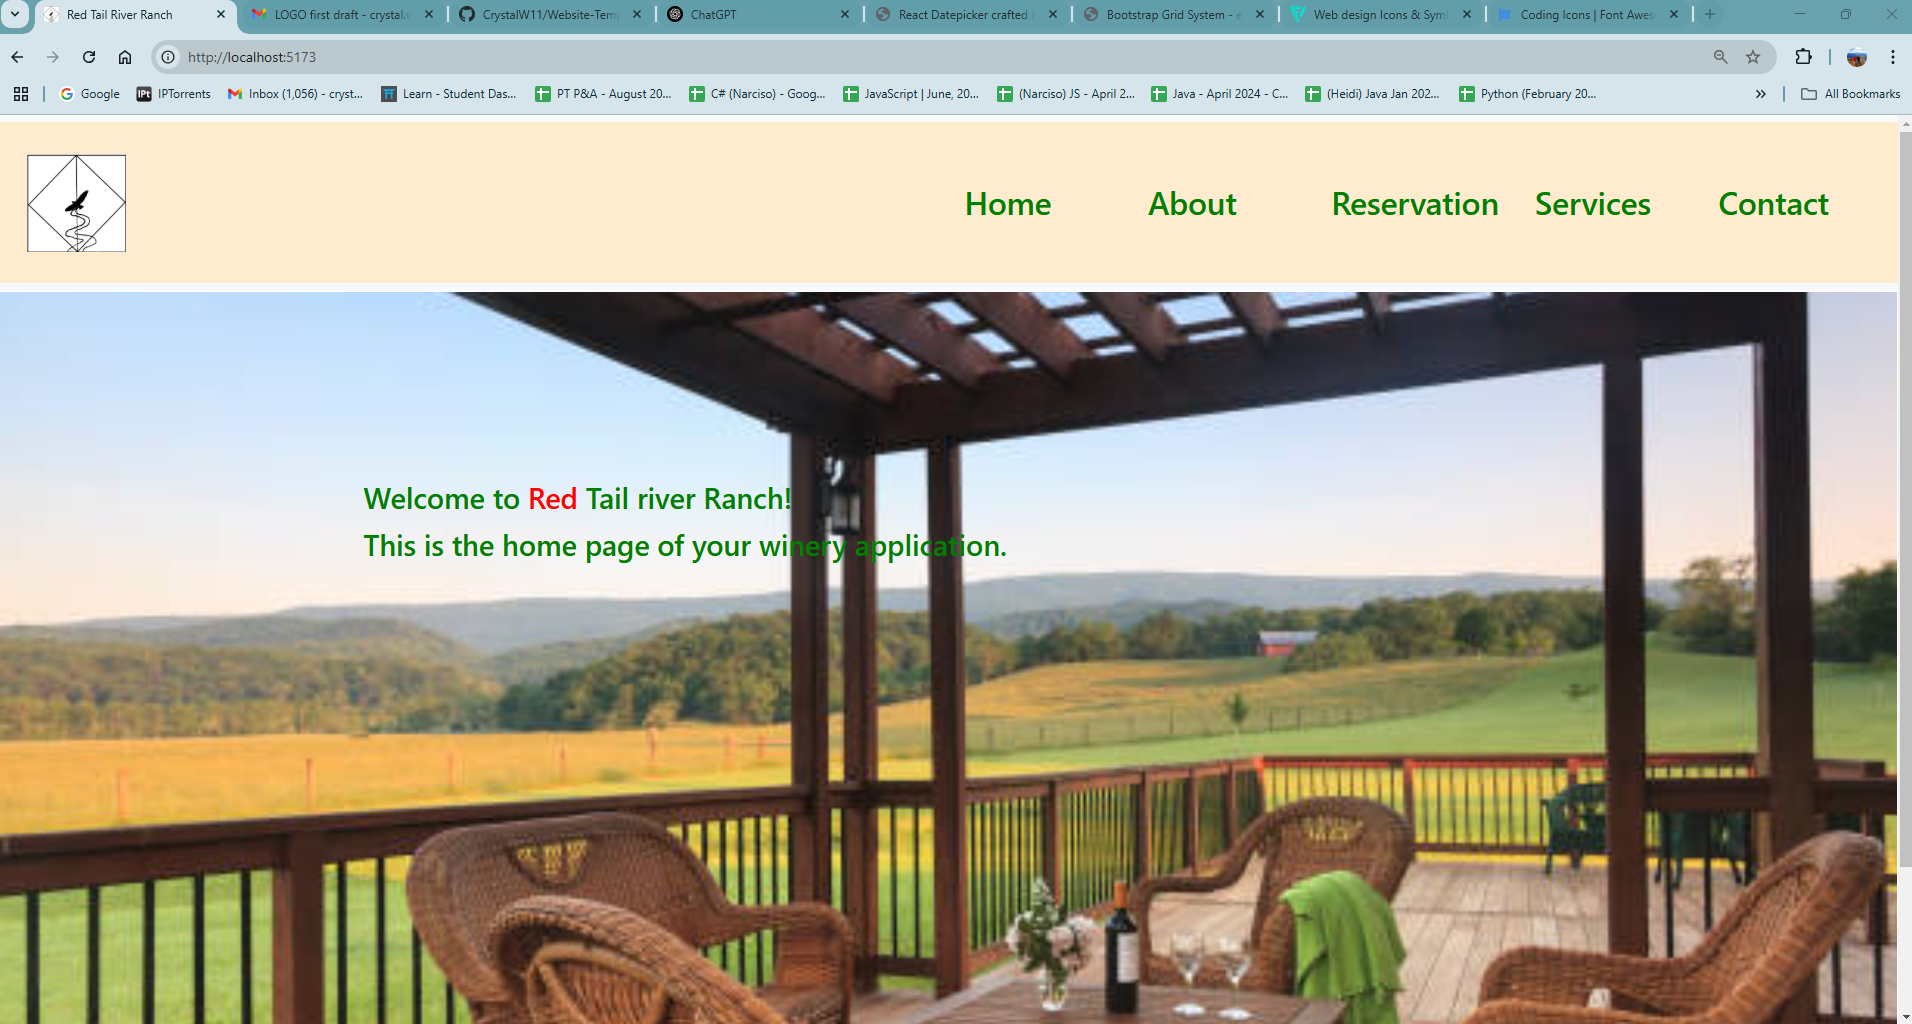 Red Tail River Ranch
LOGO first draft - crystal.v
CrystalW11/Website-Temp
ChatGPT
React Datepicker crafted
Bootstrap Grid System - e
Web design Icons & Sym
Coding Icons | Font Awes
http://localhost:5173
Google
IPTorrents
Inbox (1,056) - cryst...
Learn - Student Das...
PT P&A - August 20...
C# (Narciso) - Goog...
JavaScript | June, 20...
(Narciso) JS - April 2...
Java - April 2024 - C...
(Heidi) Java Jan 202...
Python (February 20...
All Bookmarks
Home
About
Reservation
Services
Contact
Welcome to Red Tail river Ranch!
This is the home page of your winery application.